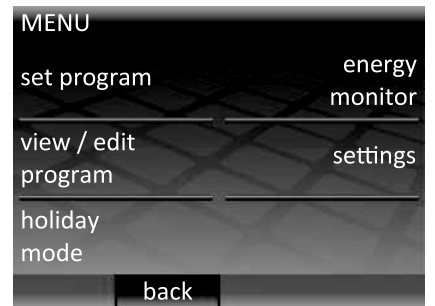 MENU
set program
energy
monitor
view / edit
program
settings
holiday
mode
back